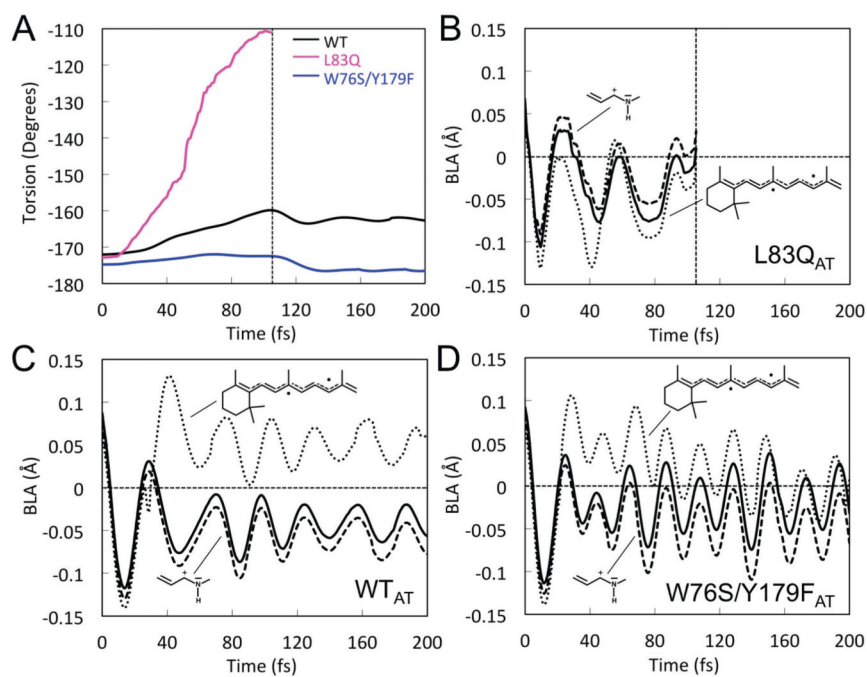 A
-110
-120
-130
-140
-150
-160
-170
-180
Torsion (Degrees)
WT
L83Q
W76S/Y179F
0
40
80
120
160
200
Time (fs)
B
0.15
0.1
0.05
0
-0.05
-0.1
-0.15
BLA (Å)
+
−
N
H
L83Q_AT
0
40
80
120
160
200
Time (fs)
C
0.15
0.1
0.05
0
-0.05
-0.1
-0.15
BLA (Å)
+
−
N
H
WT_AT
0
40
80
120
160
200
Time (fs)
D
0.15
0.1
0.05
0
-0.05
-0.1
-0.15
BLA (Å)
+
−
N
H
W76S/Y179F_AT
0
40
80
120
160
200
Time (fs)